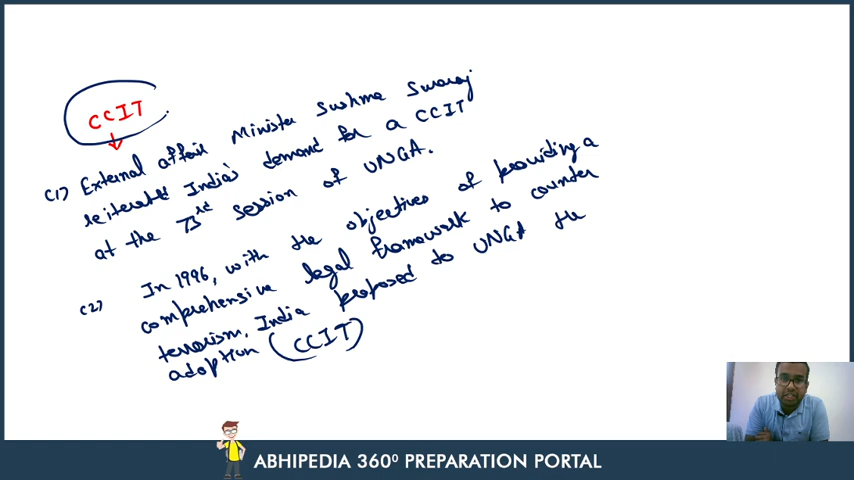 CCIT
(1) External affair Minister Sushma Swaraj
reiterated India's demand for a CCIT
at the 73rd session of UNGA.
(2) In 1996, with the objectives of providing a
comprehensive legal framework to counter
terrorism, India proposed to UNGA the
adoption (CCIT)
ABHIPEDIA 360° PREPARATION PORTAL